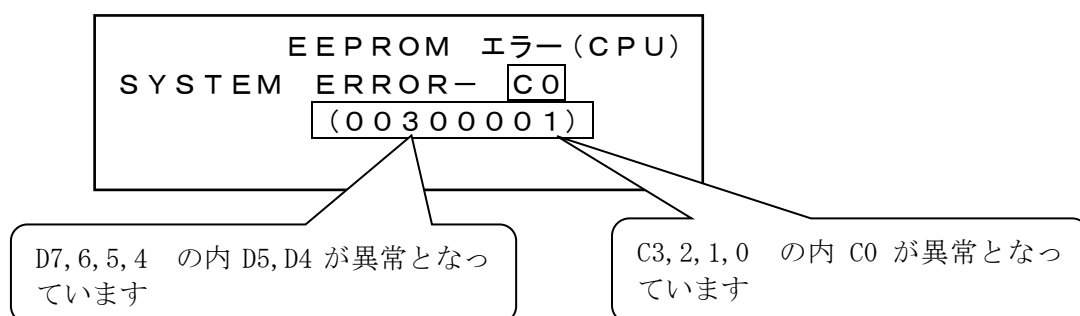 EEPROM エラー(CPU)
SYSTEM ERROR- C0
(00300001)
D7,6,5,4 の内 D5,D4 が異常となっ
ています
C3,2,1,0 の内 C0 が異常となっ
ています